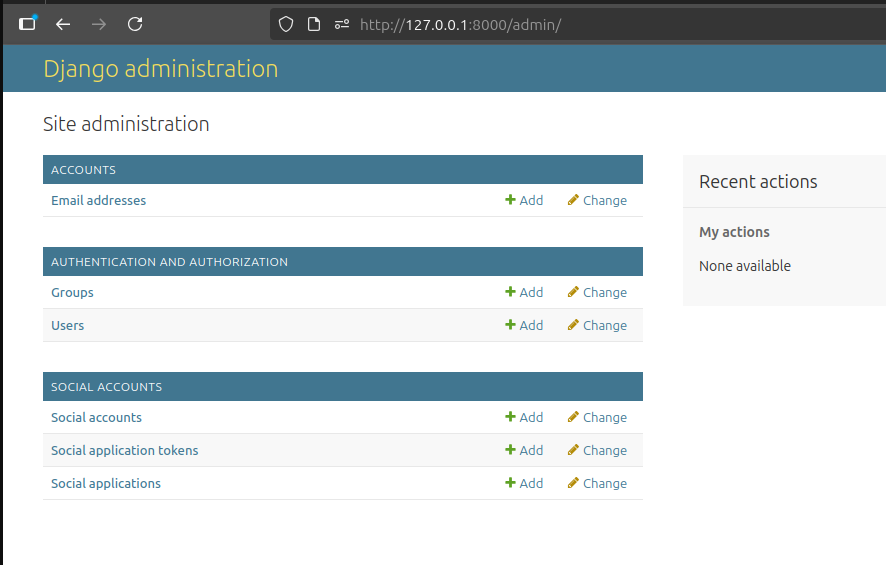 http://127.0.0.1:8000/admin/
Django administration
Site administration
ACCOUNTS
Email addresses Add Change
AUTHENTICATION AND AUTHORIZATION
Groups Add Change
Users Add Change
SOCIAL ACCOUNTS
Social accounts Add Change
Social application tokens Add Change
Social applications Add Change
Recent actions
My actions
None available